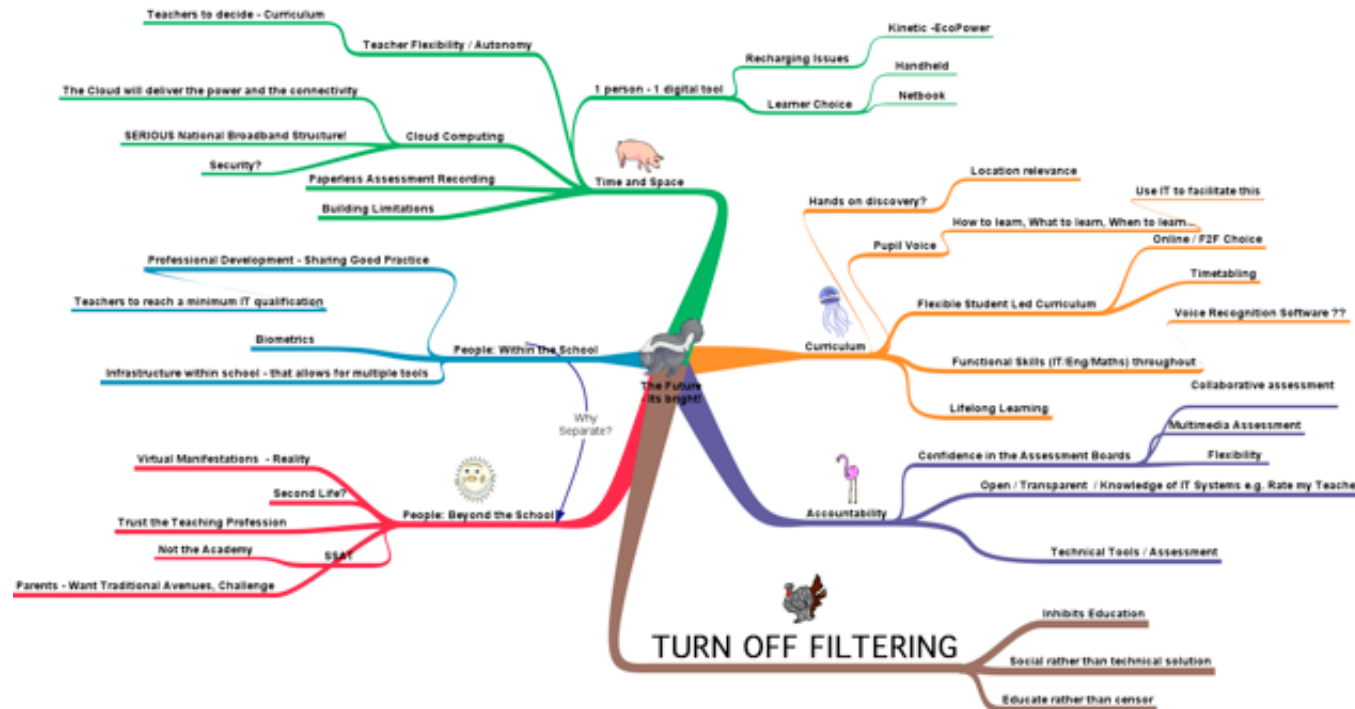 Teachers to decide - Curriculum
Teacher Flexibility / Autonomy
The Cloud will deliver the power and the connectivity
SERIOUS National Broadband Structure!
Cloud Computing
Security?
Paperless Assessment Recording
Building Limitations
Time and Space
1 person - 1 digital tool
Recharging Issues
Kinetic -EcoPower
Learner Choice
Handheld
Netbook
Professional Development - Sharing Good Practice
Teachers to reach a minimum IT qualification
Biometrics
Infrastructure within school - that allows for multiple tools
People: Within the School
The Future
- Its bright!
Why
Separate?
Location relevance
Hands on discovery?
Use IT to facilitate this
How to learn, What to learn, When to learn...
Pupil Voice
Online / F2F Choice
Timetabling
Flexible Student Led Curriculum
Voice Recognition Software ??
Curriculum
Functional Skills (IT/Eng/Maths) throughout
Lifelong Learning
Virtual Manifestations - Reality
Second Life?
Trust the Teaching Profession
Not the Academy
SSAT
Parents - Want Traditional Avenues, Challenge
People: Beyond the School
Collaborative assessment
Multimedia Assessment
Confidence in the Assessment Boards
Flexibility
Open / Transparent / Knowledge of IT Systems e.g. Rate my Teache
Accountability
Technical Tools / Assessment
TURN OFF FILTERING
Inhibits Education
Social rather than technical solution
Educate rather than censor